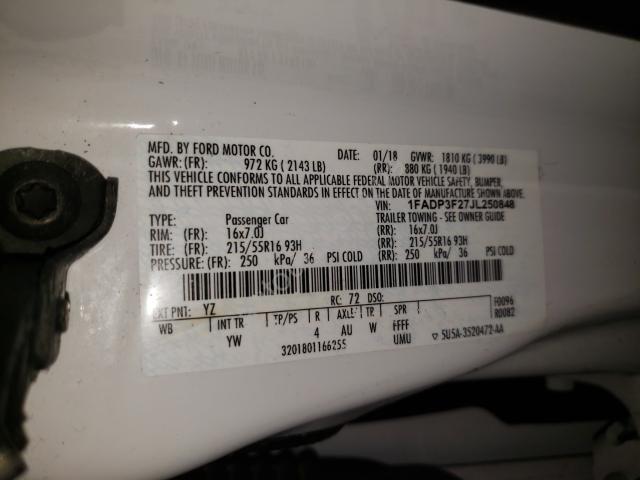 MFD. BY FORD MOTOR CO. DATE: 01/18 GVWR: 1810 KG ( 3990 LB)
GAWR: (FR): 972 KG ( 2143 LB) (RR): 880 KG ( 1940 LB)
THIS VEHICLE CONFORMS TO ALL APPLICABLE FEDERAL MOTOR VEHICLE SAFETY, BUMPER,
AND THEFT PREVENTION STANDARDS IN EFFECT ON THE DATE OF MANUFACTURE SHOWN ABOVE.
VIN: 1FADP3F27JL250848
TYPE: Passenger Car TRAILER TOWING - SEE OWNER GUIDE
RIM: (FR): 16x7.0J (RR): 16x7.0J
TIRE: (FR): 215/55R16 93H (RR): 215/55R16 93H
PRESSURE: (FR): 250 kPa/ 36 PSI COLD (RR): 250 kPa/ 36 PSI COLD
EXT PNT: YZ RC: 72 DSO: F0096
WB INT TR TP/PS R AXLE TR SPR R0082
YW 4 AU W FFFF
3201801166255 UMU ▽ 5U5A-3520472-AA